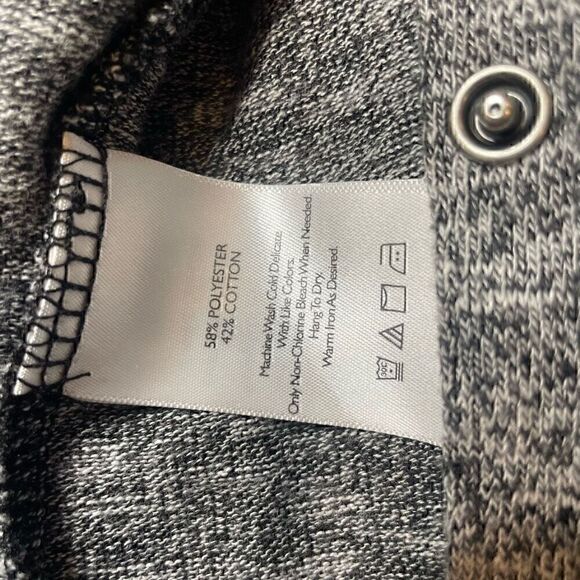 58% POLYESTER
42% COTTON
Machine Wash Cold Delicate
With Like Colors.
Only Non-Chlorine Bleach When Needed.
Hang To Dry.
Warm Iron As Desired.
30C